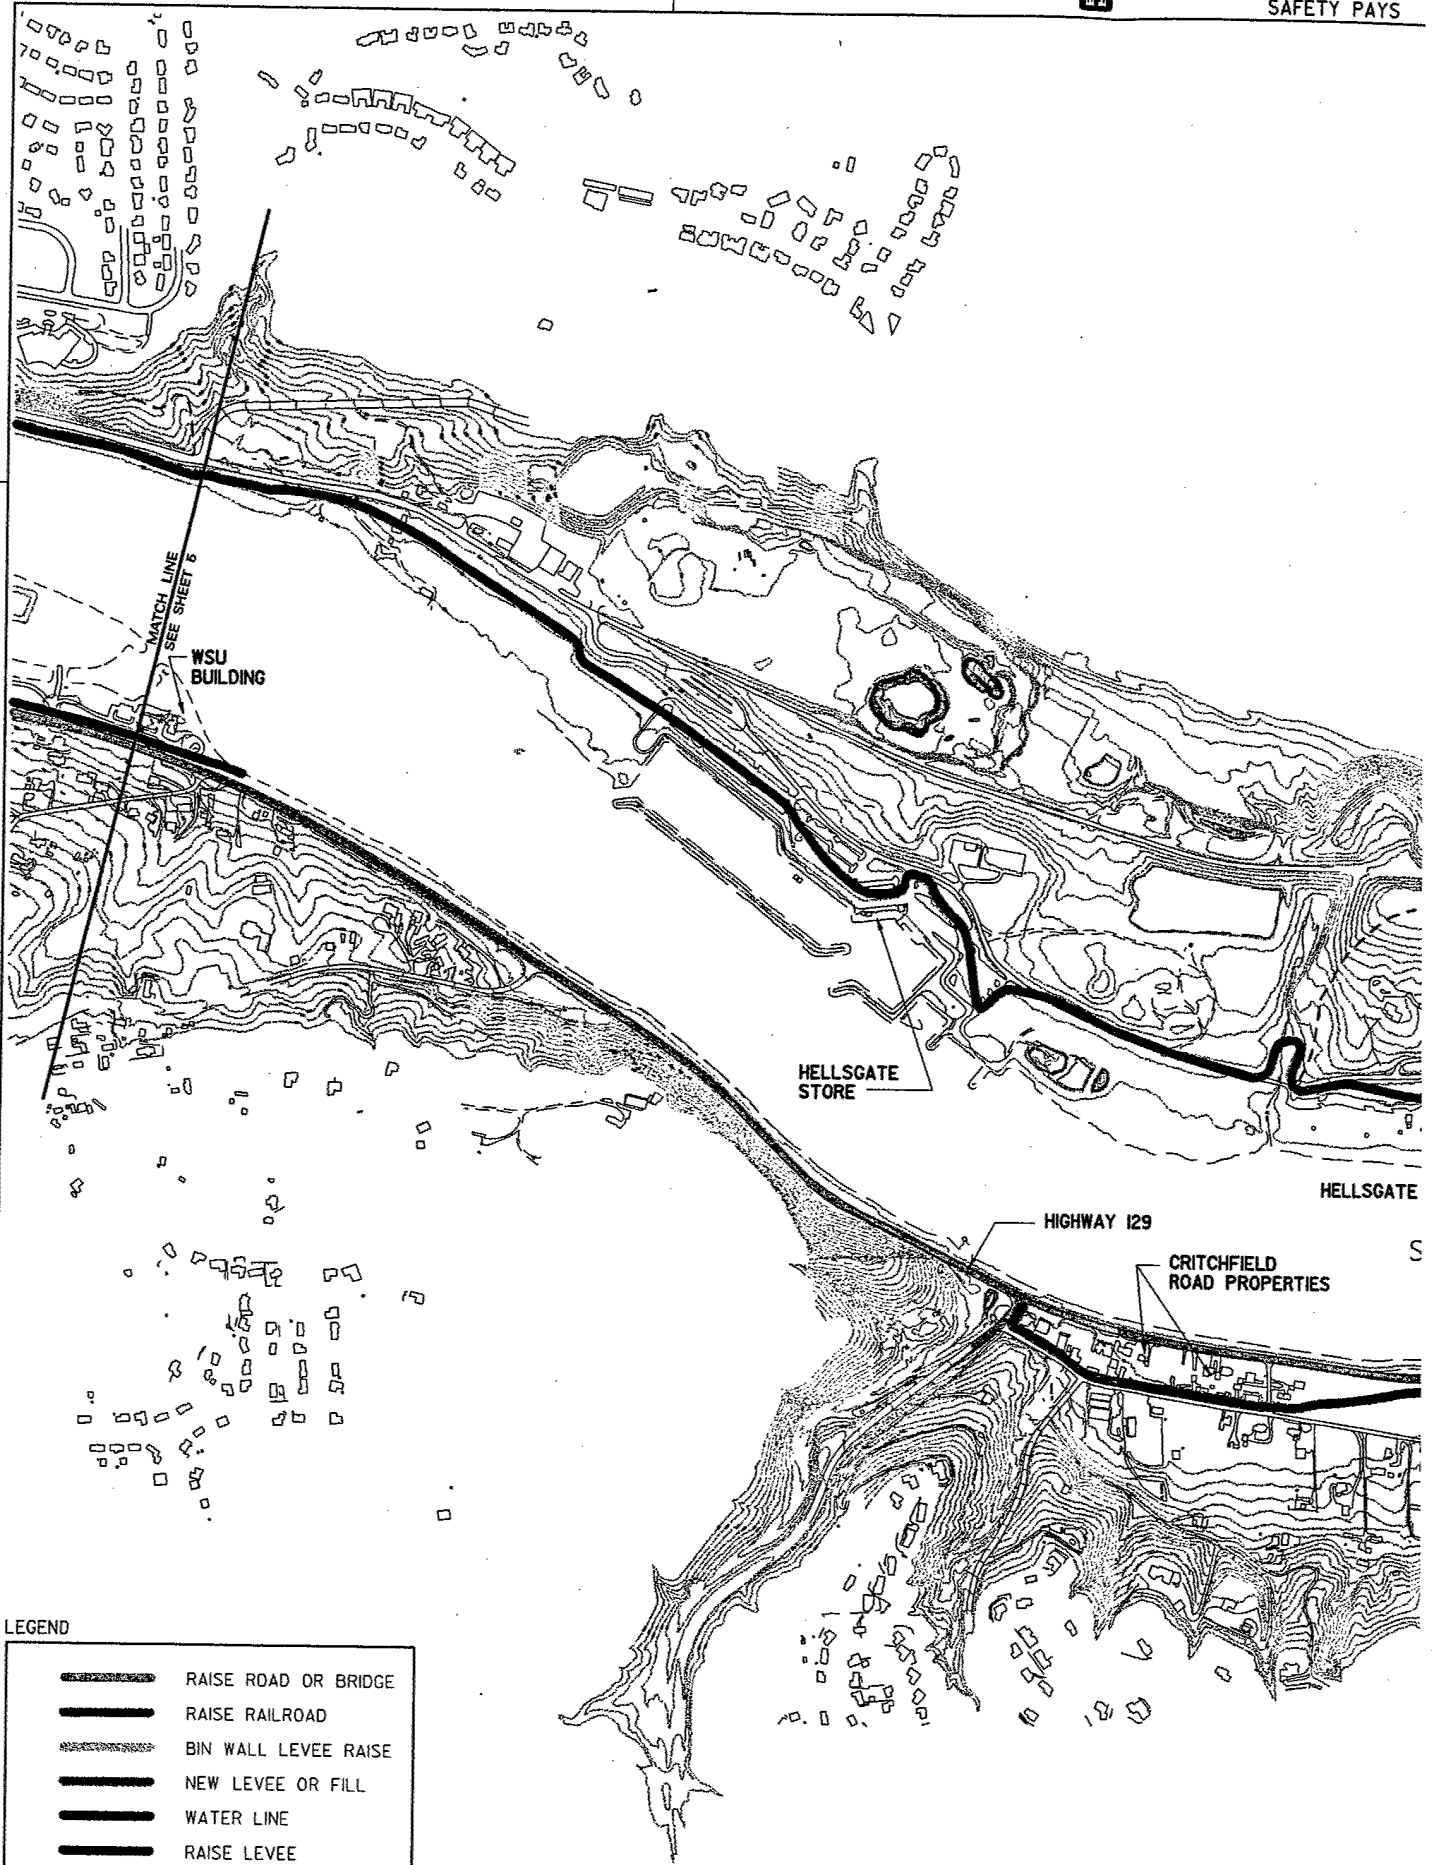 SAFETY PAYS
MATCH LINE
SEE SHEET 5
WSU
BUILDING
HELLSGATE
STORE
HELLSGATE
HIGHWAY 129
S
CRITCHFIELD
ROAD PROPERTIES
LEGEND
RAISE ROAD OR BRIDGE
RAISE RAILROAD
BIN WALL LEVEE RAISE
NEW LEVEE OR FILL
WATER LINE
RAISE LEVEE